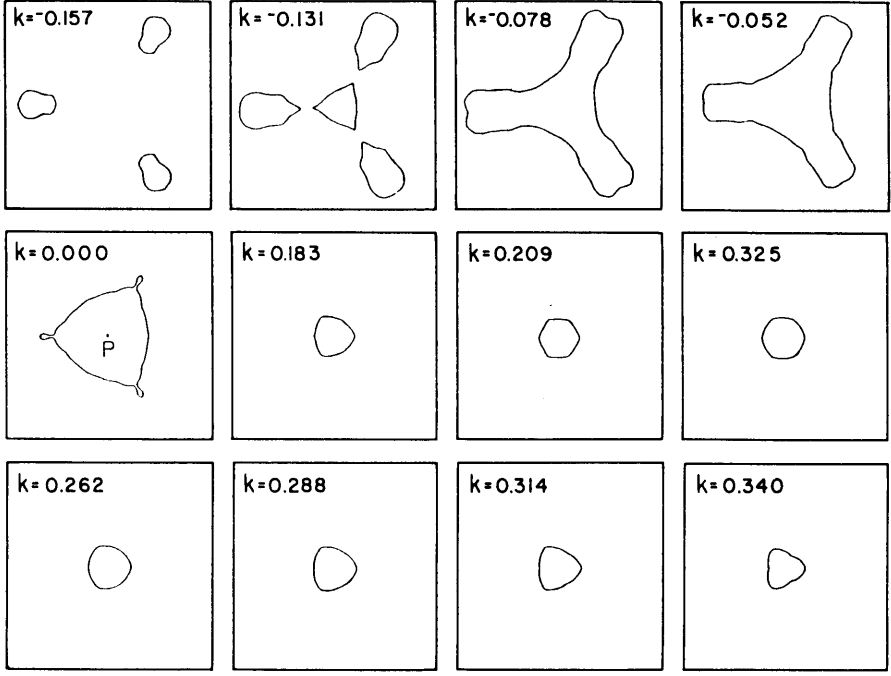 k=-0.157
k=-0.131
k=-0.078
k=-0.052
k=0.000
P
k=0.183
k=0.209
k=0.325
k=0.262
k=0.288
k=0.314
k=0.340